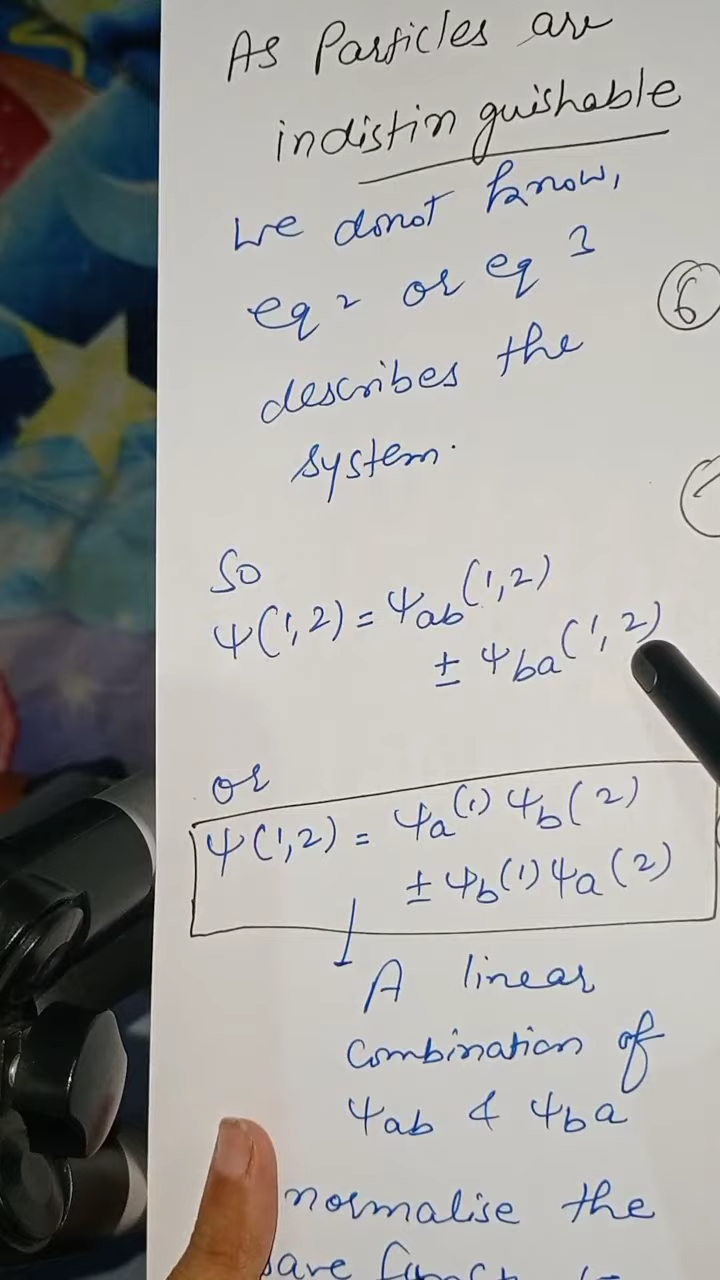 As Particles are
indistinguishable
We donot know,
eq 2 or eq 3
6
describes the
system.
So
Ψ(1,2) = Ψab(1,2)
± Ψba(1,2)
or
Ψ(1,2) = Ψa(1) Ψb(2)
± Ψb(1) Ψa(2)
A linear
combination of
Ψab & Ψba
normalise the